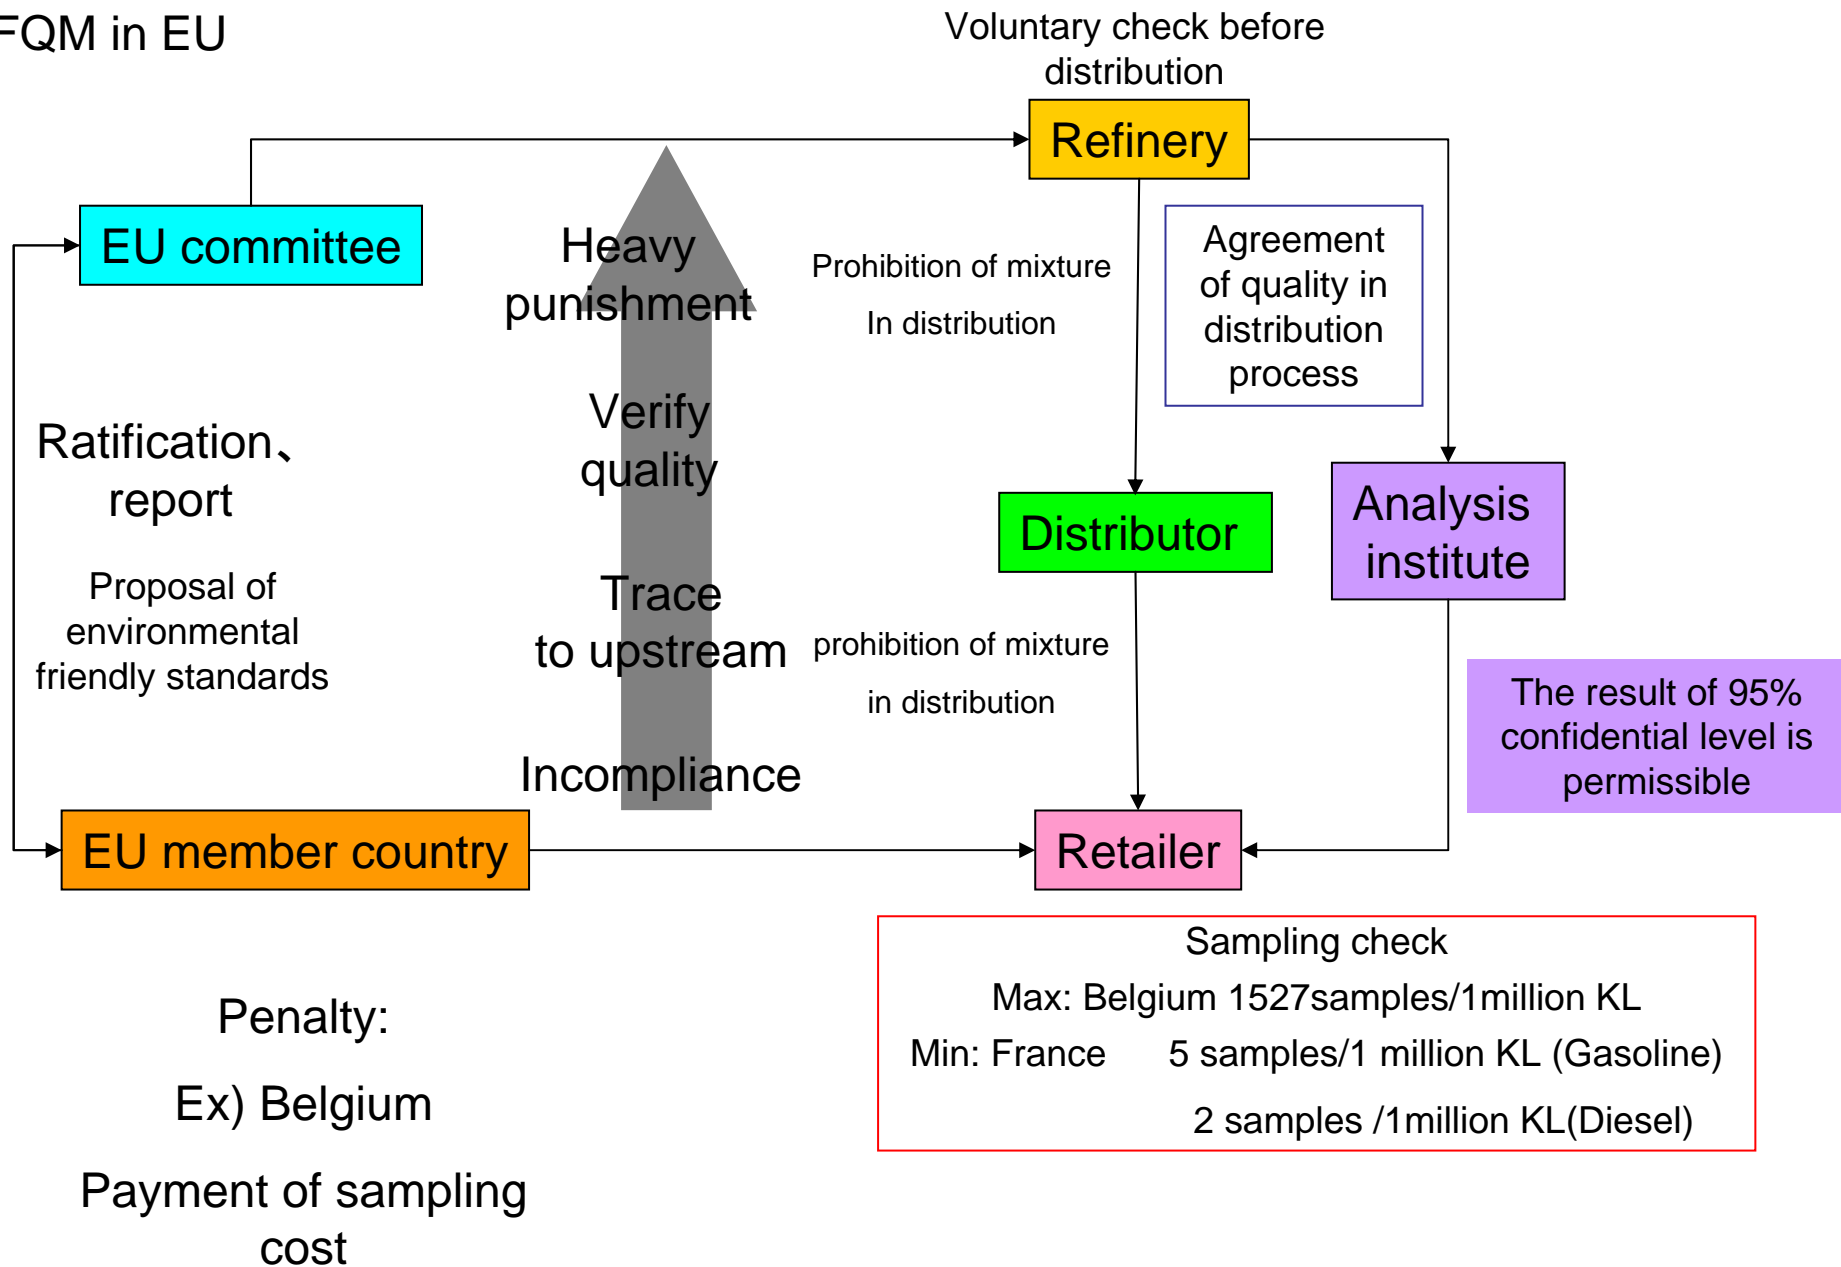 FQM in EU
Voluntary check before
distribution
Refinery
EU committee
Heavy
punishment
Prohibition of mixture
In distribution
Agreement
of quality in
distribution
process
Verify
quality
Ratification、
report
Analysis
institute
Distributor
Proposal of
environmental
friendly standards
Trace
to upstream
prohibition of mixture
in distribution
The result of 95%
confidential level is
permissible
Incompliance
EU member country
Retailer
Sampling check
Max: Belgium 1527samples/1million KL
Min: France 5 samples/1 million KL (Gasoline)
2 samples /1million KL(Diesel)
Penalty:
Ex) Belgium
Payment of sampling
cost